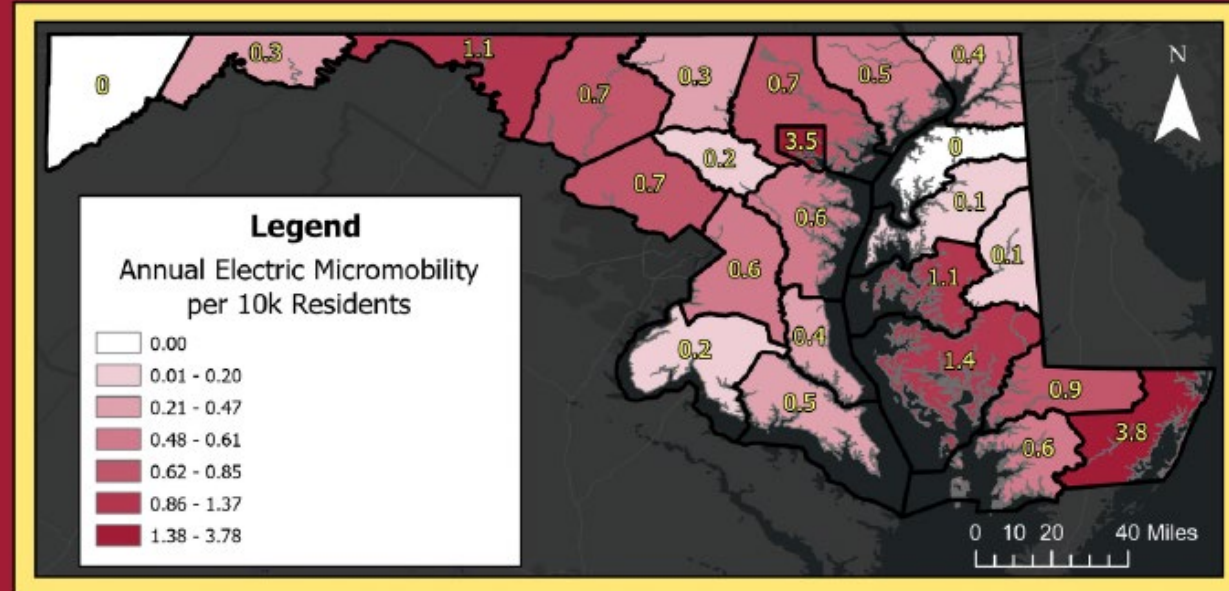 0
0.3
1.1
0.7
0.3
0.7
0.5
0.4
N
3.5
0
0.2
0.7
0.1
0.6
0.1
0.6
1.1
0.4
0.2
1.4
0.5
0.9
3.8
0.6
Legend
Annual Electric Micromobility
per 10k Residents
0.00
0.01 - 0.20
0.21 - 0.47
0.48 - 0.61
0.62 - 0.85
0.86 - 1.37
1.38 - 3.78
0 10 20 40 Miles